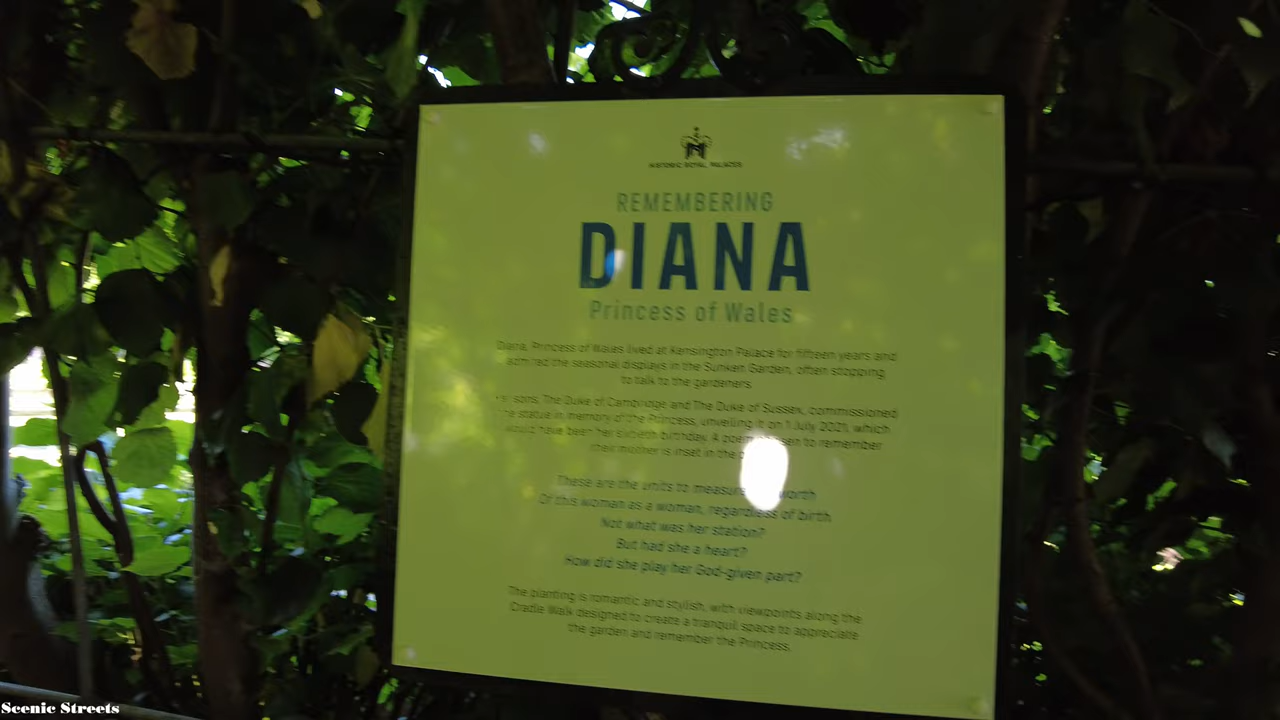 HISTORIC ROYAL PALACES
REMEMBERING
DIANA
Princess of Wales
Diana, Princess of Wales lived at Kensington Palace for fifteen years and
admired the seasonal displays in the Sunken Garden, often stopping
to talk to the gardeners.
sons, The Duke of Cambridge and The Duke of Sussex, commissioned
the statue in memory of the Princess, unveiling it on 1 July 2021, which
would have been her sixtieth birthday. A poem to remember
their mother is inset in the
These are the units to measure worth
Of this woman as a woman, regardless of birth.
Not what was her station?
But had she a heart?
How did she play her God-given part?
The planting is romantic and stylish, with viewpoints along the
Cradle Walk designed to create a tranquil space to appreciate
the garden and remember the Princess.
Scenic Streets